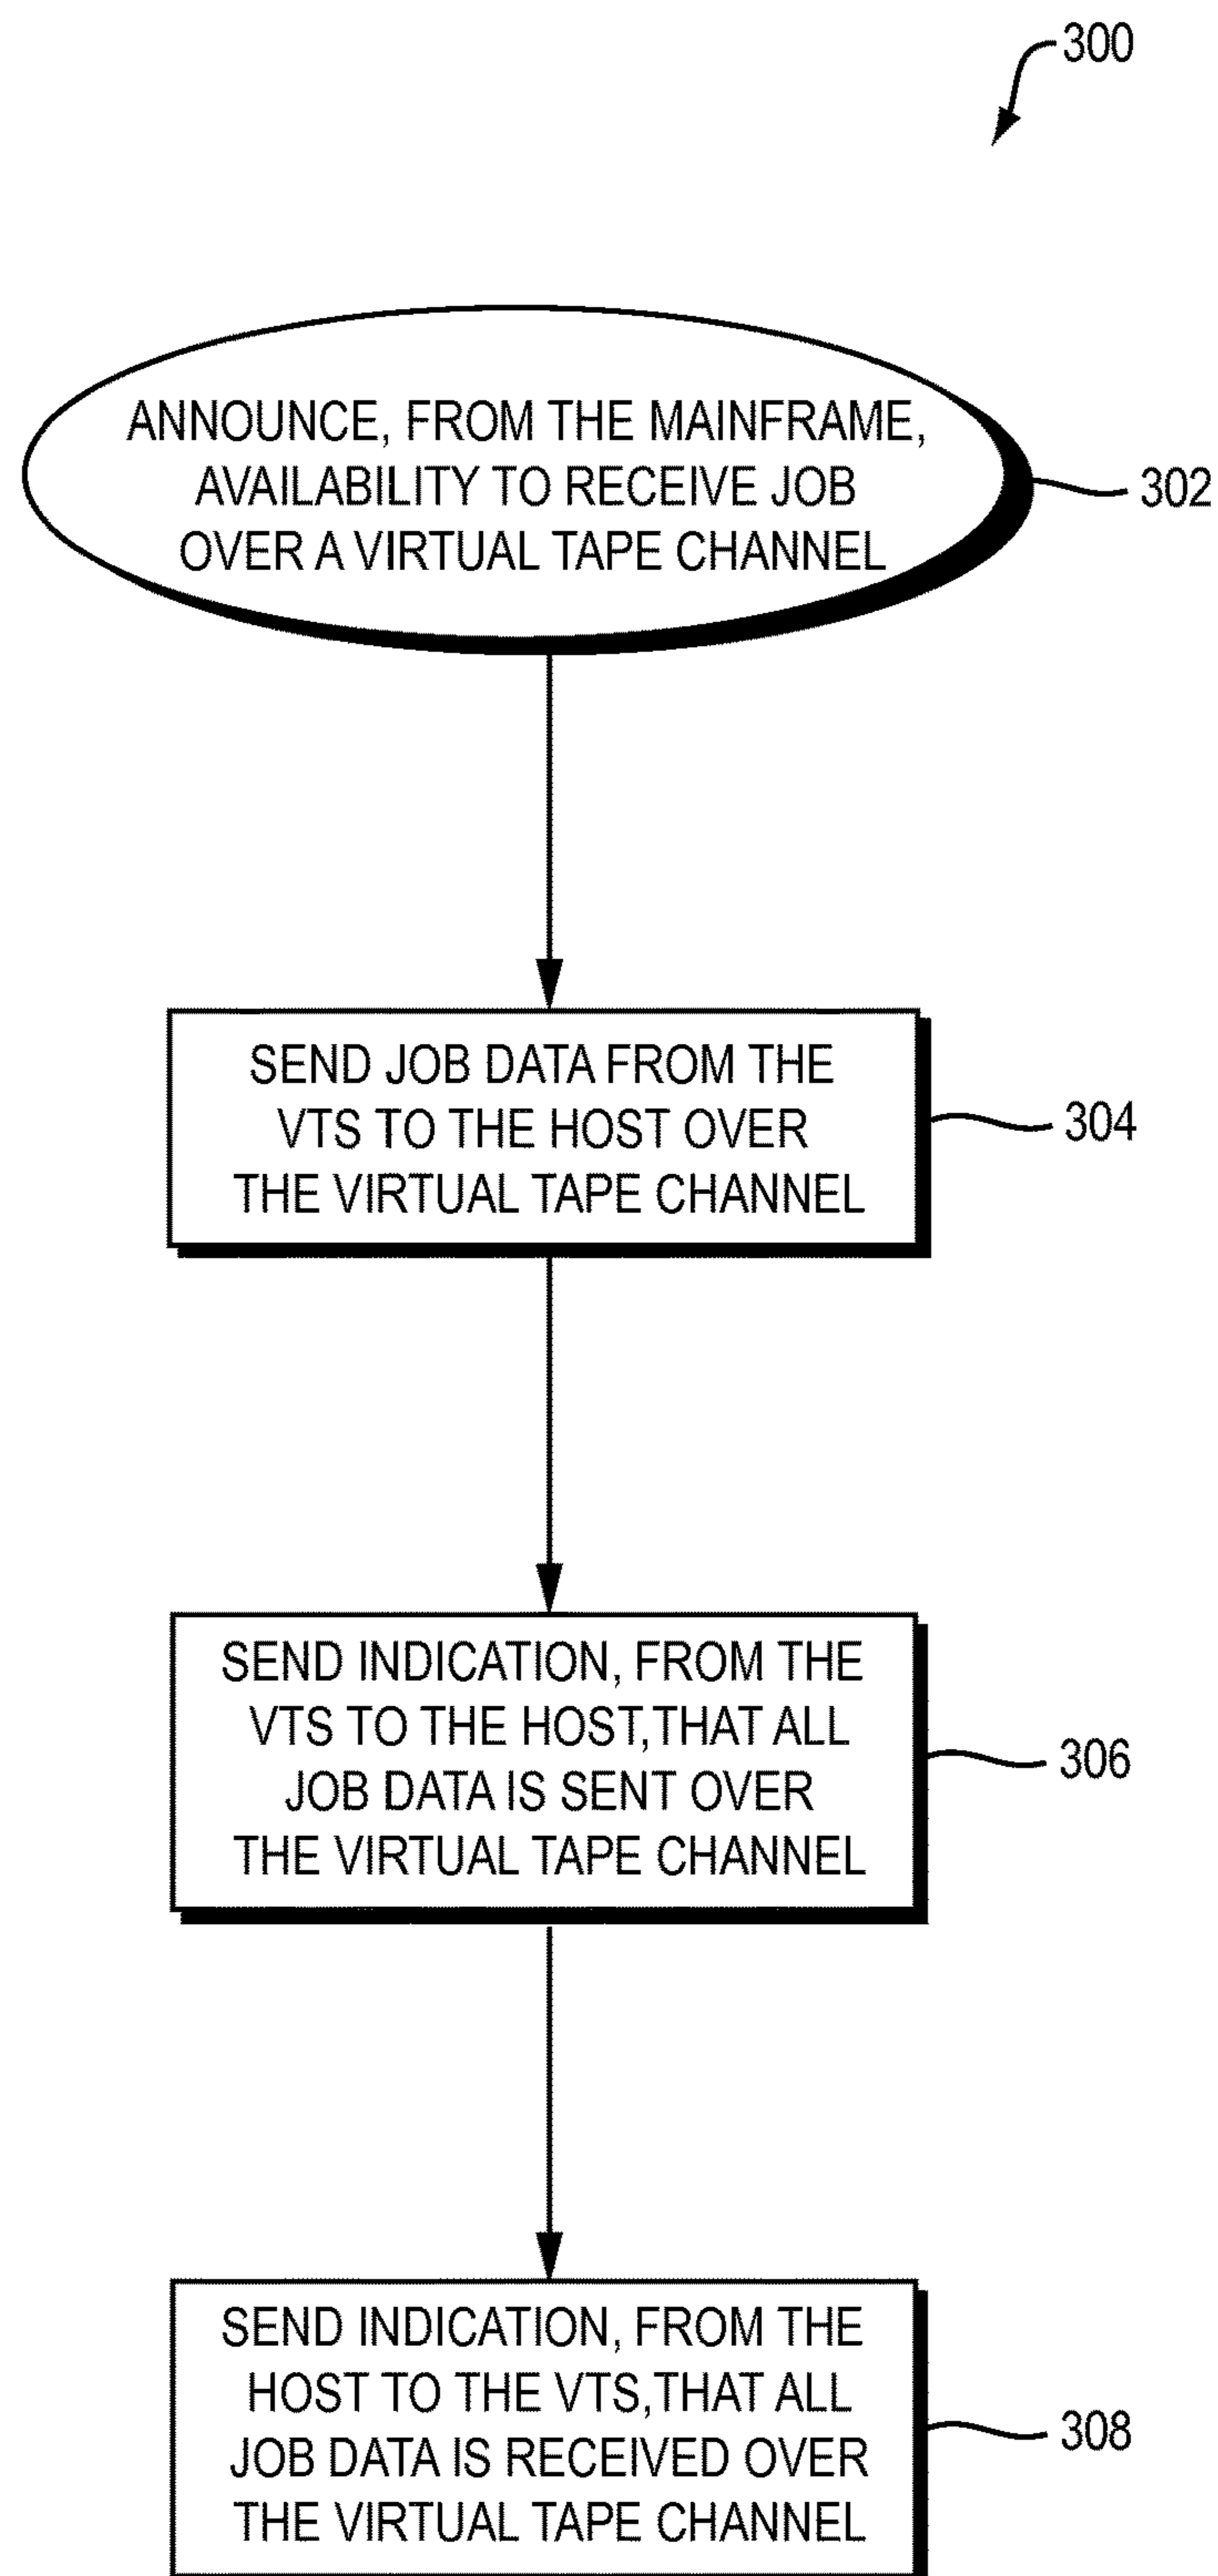 300
ANNOUNCE, FROM THE MAINFRAME,
AVAILABILITY TO RECEIVE JOB
OVER A VIRTUAL TAPE CHANNEL
302
SEND JOB DATA FROM THE
VTS TO THE HOST OVER
THE VIRTUAL TAPE CHANNEL
304
SEND INDICATION, FROM THE
VTS TO THE HOST, THAT ALL
JOB DATA IS SENT OVER
THE VIRTUAL TAPE CHANNEL
306
SEND INDICATION, FROM THE
HOST TO THE VTS, THAT ALL
JOB DATA IS RECEIVED OVER
THE VIRTUAL TAPE CHANNEL
308